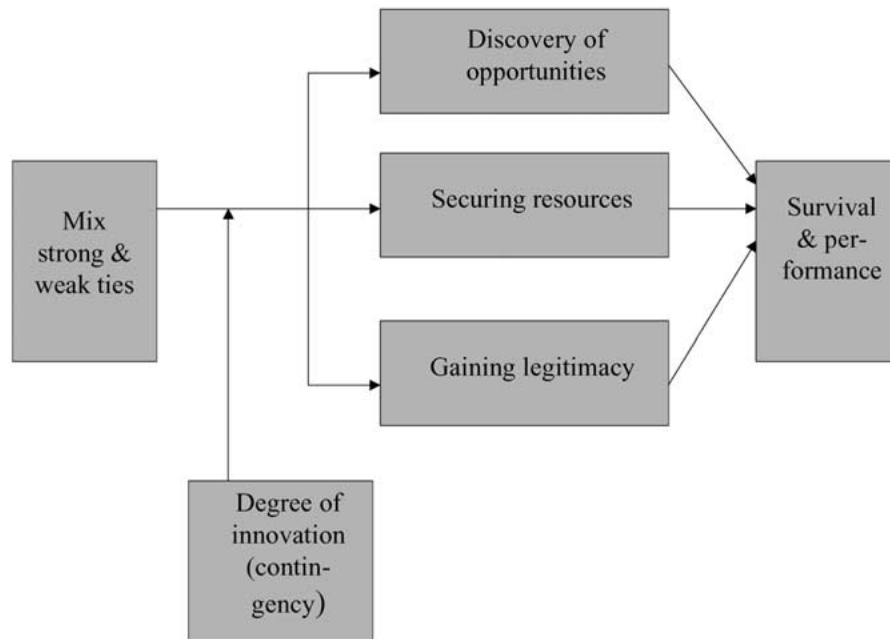 Discovery of
opportunities
Mix
strong &
weak ties
Securing resources
Survival
& per-
formance
Gaining legitimacy
Degree of
innovation
(contin-
gency)